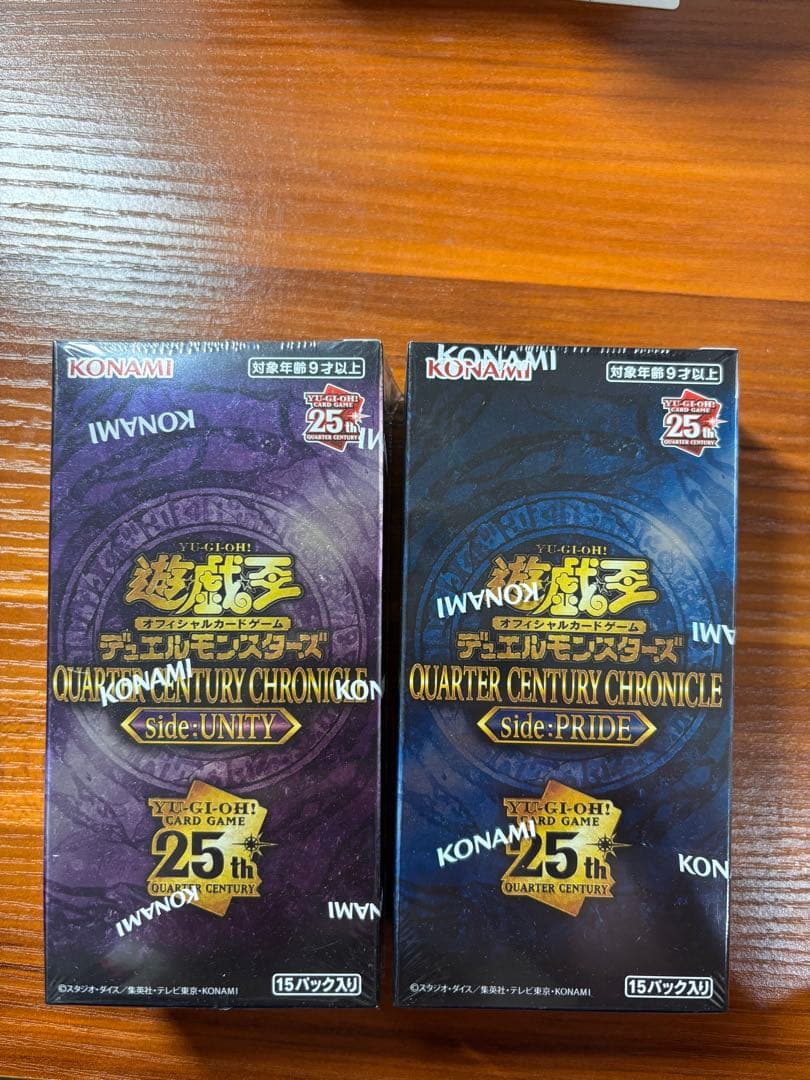 KONAMI
対象年齢9才以上
KONAMI
YU-GI-OH!
CARD GAME
25th
QUARTER CENTURY
YU-GI-OH!
遊戯王
オフィシャルカードゲーム
デュエルモンスターズ
QUARTER CENTURY CHRONICLE
KONAMI
KON
side:UNITY
YU-GI-OH!
CARD GAME
25th
QUARTER CENTURY
KONAMI
©スタジオ・ダイス/集英社・テレビ東京・KONAMI
15パック入り
KONAMI
KONAMI
対象年齢9才以上
YU-GI-OH!
CARD GAME
25th
QUARTER CENTURY
YU-GI-OH!
遊戯王
KONAMI
オフィシャルカードゲーム
デュエルモンスターズ
QUARTER CENTURY CHRONICLE
side:PRIDE
YU-GI-OH!
CARD GAME
25th
QUARTER CENTURY
KONAMI
KON
©スタジオ・ダイス/集英社・テレビ東京・KONAMI
15パック入り